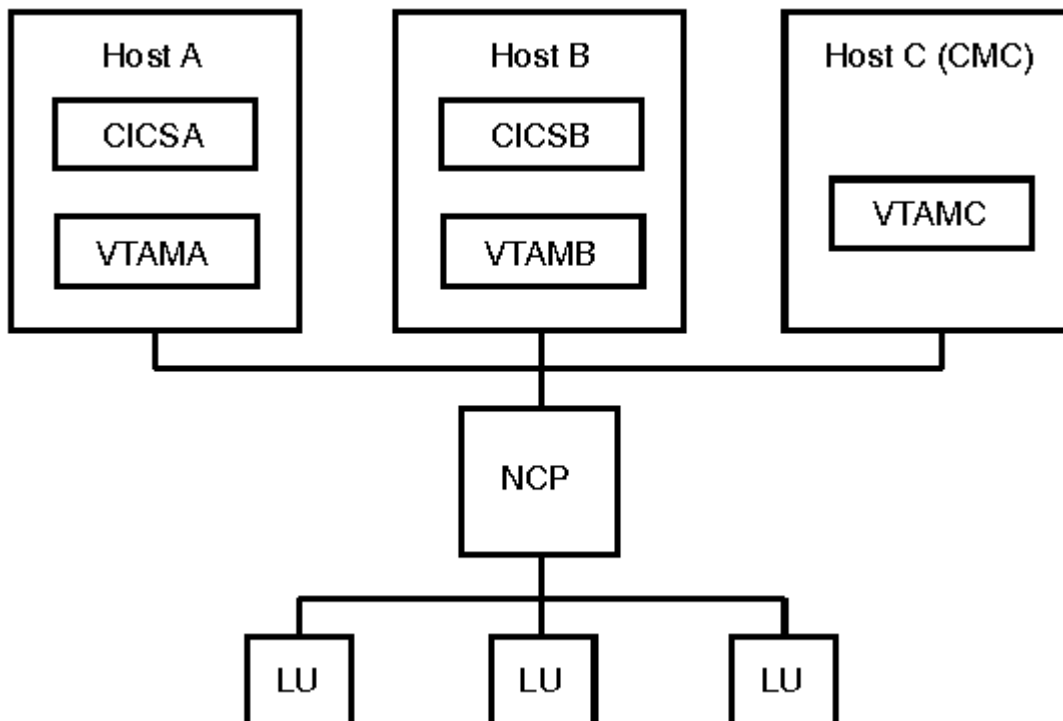 Host A
Host B
Host C (CMC)
CICSA
CICSB
VTAMC
VTAMA
VTAMB
NCP
LU
LU
LU